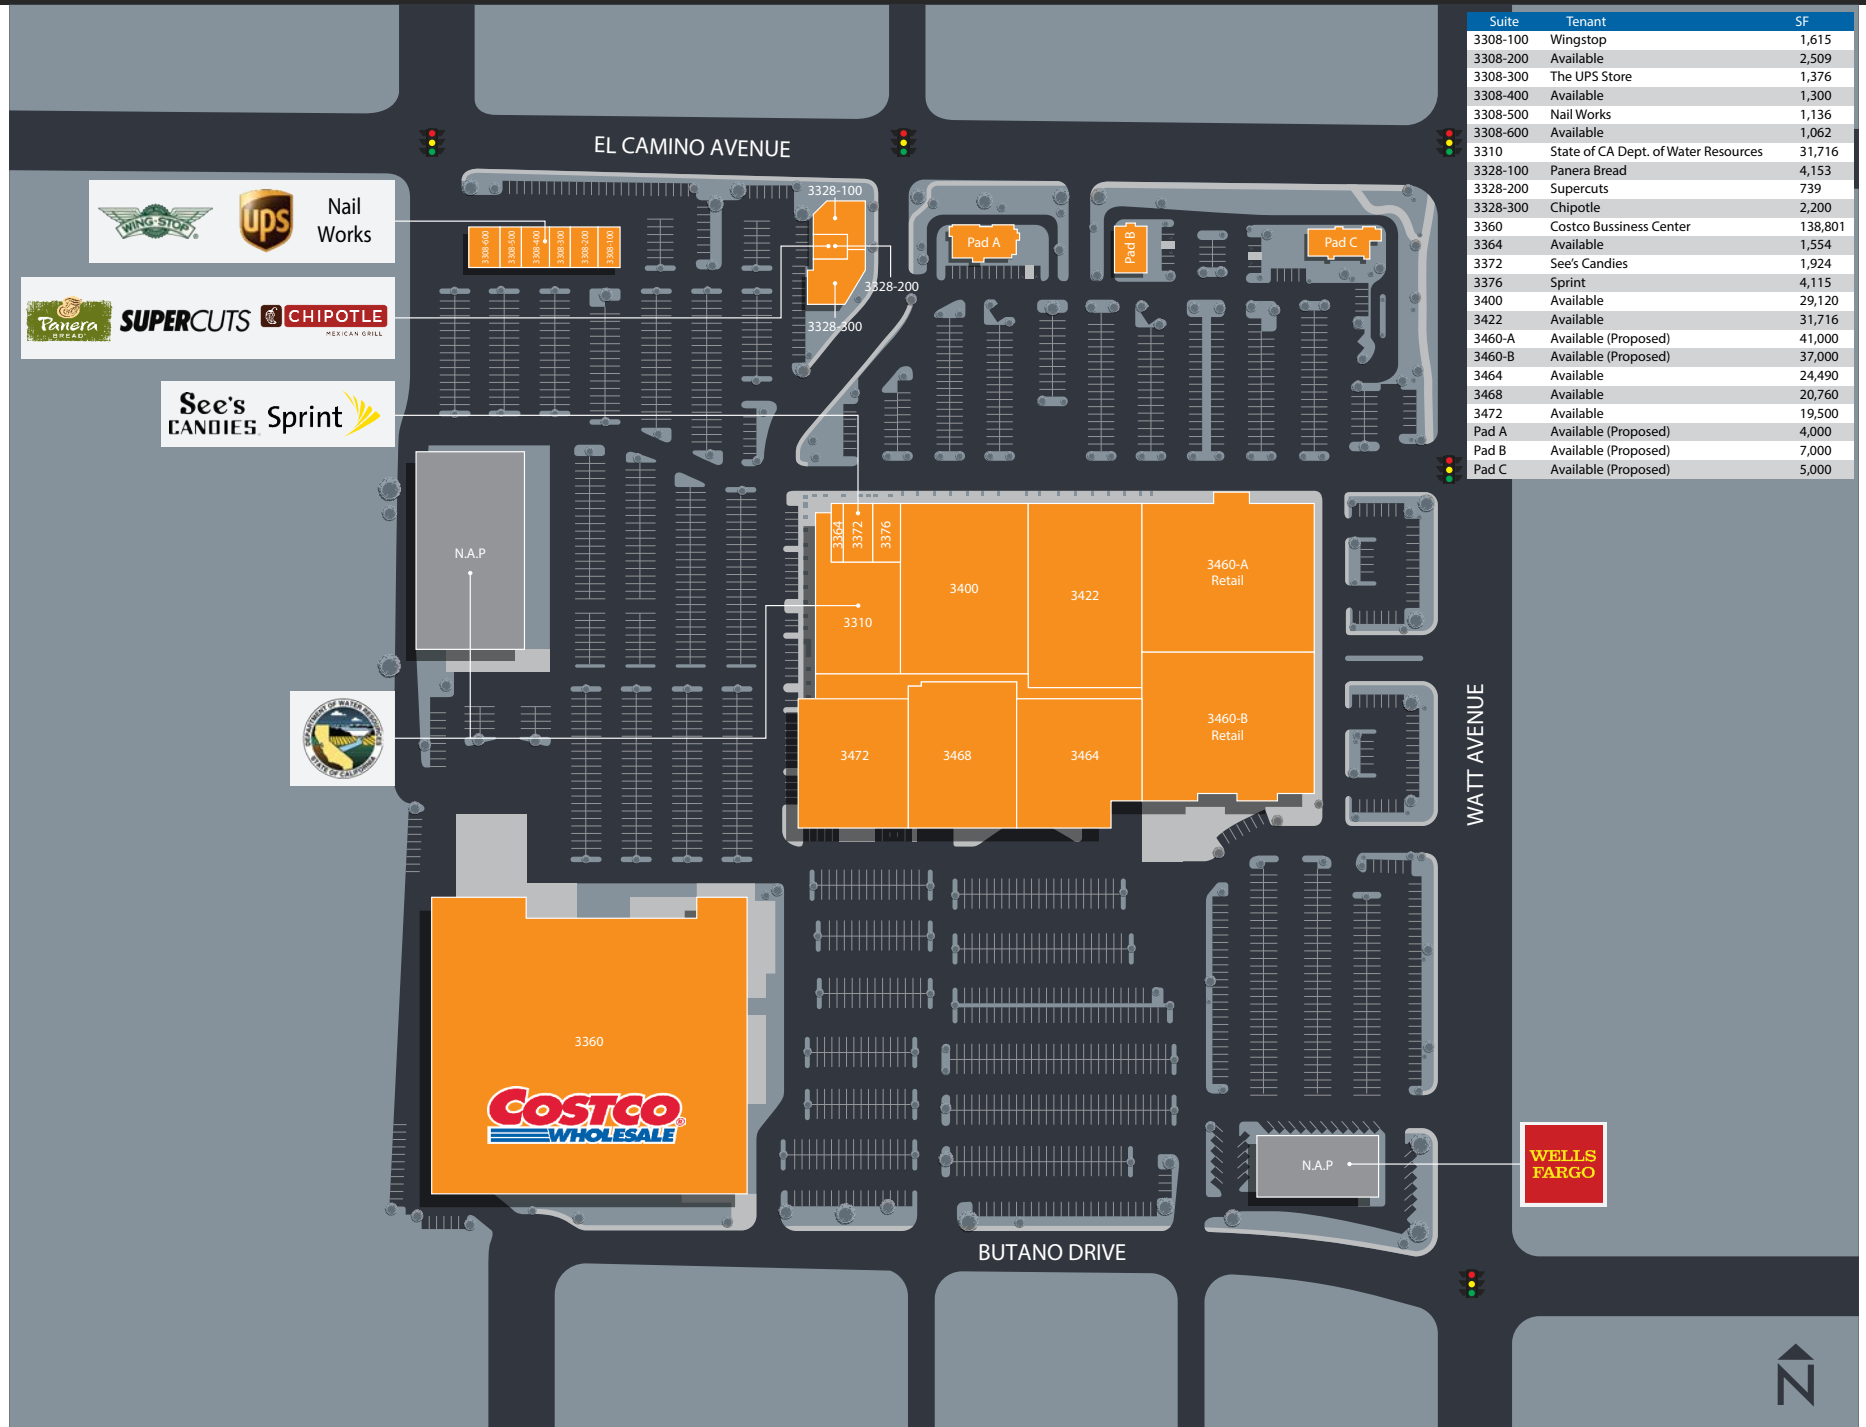 Suite Tenant SF
3308-100 Wingstop 1,615
3308-200 Available 2,509
3308-300 The UPS Store 1,376
3308-400 Available 1,300
3308-500 Nail Works 1,136
3308-600 Available 1,062
3310 State of CA Dept. of Water Resources 31,716
3328-100 Panera Bread 4,153
3328-200 Supercuts 739
3328-300 Chipotle 2,200
3360 Costco Bussiness Center 138,801
3364 Available 1,554
3372 See's Candies 1,924
3376 Sprint 4,115
3400 Available 29,120
3422 Available 31,716
3460-A Available (Proposed) 41,000
3460-B Available (Proposed) 37,000
3464 Available 24,490
3468 Available 20,760
3472 Available 19,500
Pad A Available (Proposed) 4,000
Pad B Available (Proposed) 7,000
Pad C Available (Proposed) 5,000
EL CAMINO AVENUE
WING·STOP®
ups
Nail
Works
3308-600
3308-500
3308-400
3308-300
3308-200
3308-100
3328-100
3328-200
3328-300
Pad A
Pad B
Pad C
Panera
BREAD
SUPERCUTS
CHIPOTLE
MEXICAN GRILL
See's
CANDIES
Sprint
N.A.P
3364
3372
3376
3310
3400
3422
3460-A
Retail
3460-B
Retail
3472
3468
3464
DEPARTMENT OF WATER RESOURCES
STATE OF CALIFORNIA
WATT AVENUE
3360
COSTCO®
WHOLESALE
N.A.P
WELLS
FARGO
BUTANO DRIVE
N